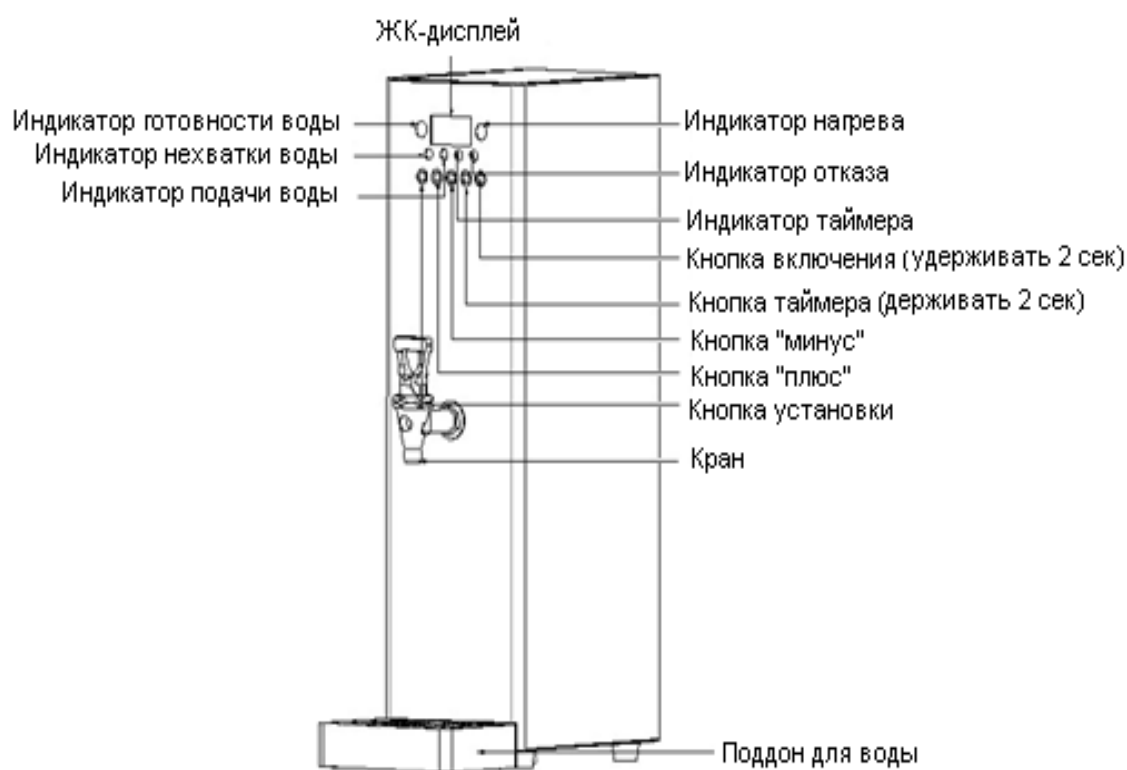 ЖК-дисплей
Индикатор готовности воды
Индикатор нехватки воды
Индикатор подачи воды
Индикатор нагрева
Индикатор отказа
Индикатор таймера
Кнопка включения (удерживать 2 сек)
Кнопка таймера (держивать 2 сек)
Кнопка "минус"
Кнопка "плюс"
Кнопка установки
Кран
Поддон для воды